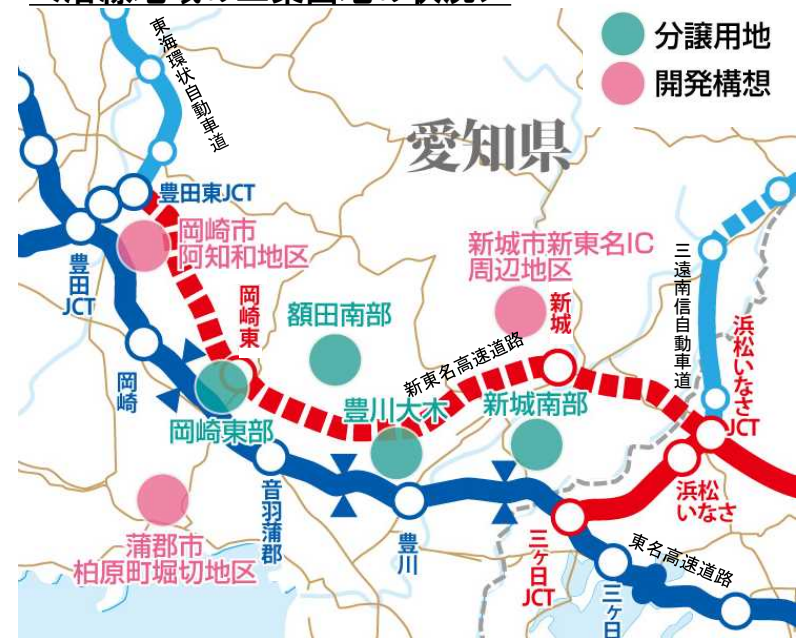 分譲用地
開発構想
東海環状自動車道
愛知県
豊田東JCT
岡崎市
阿知和地区
新城市新東名IC
周辺地区
豊田
JCT
岡崎東
額田南部
新城
三遠南信自動車道
浜松いなさ
JCT
岡崎
新東名高速道路
豊川大木
新城南部
岡崎東部
音羽蒲郡
豊川
浜松
いなさ
三ヶ日
JCT
東名高速道路
三ヶ日
蒲郡市
柏原町堀切地区